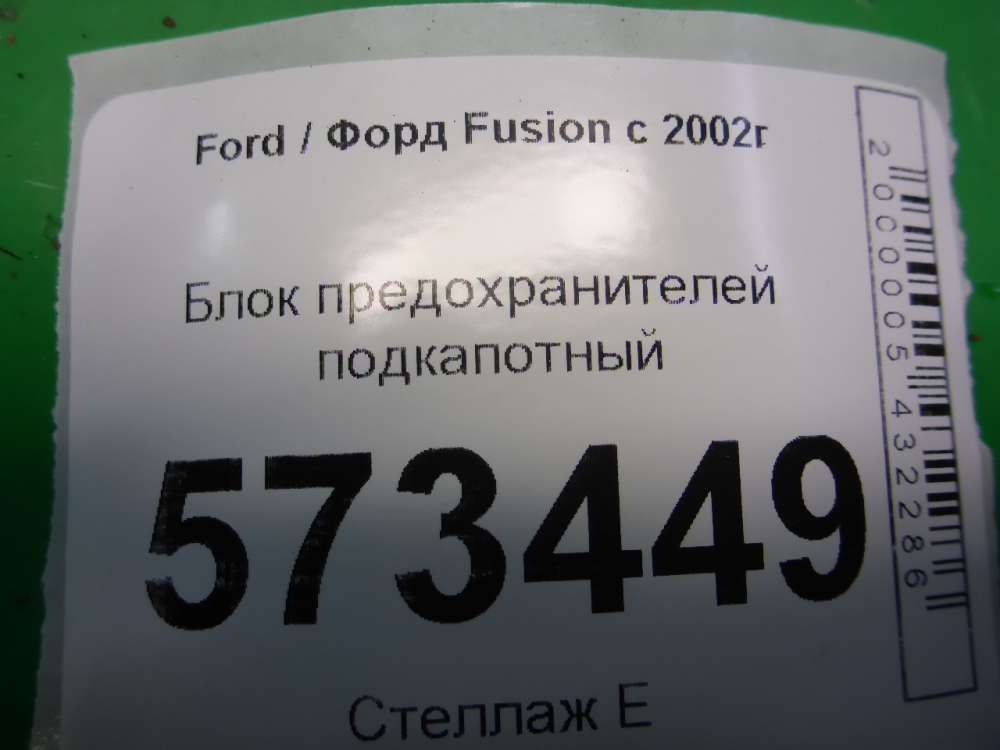 Ford / Форд Fusion с 2002г
Блок предохранителей
подкапотный
573449
Стеллаж Е
2000005432286